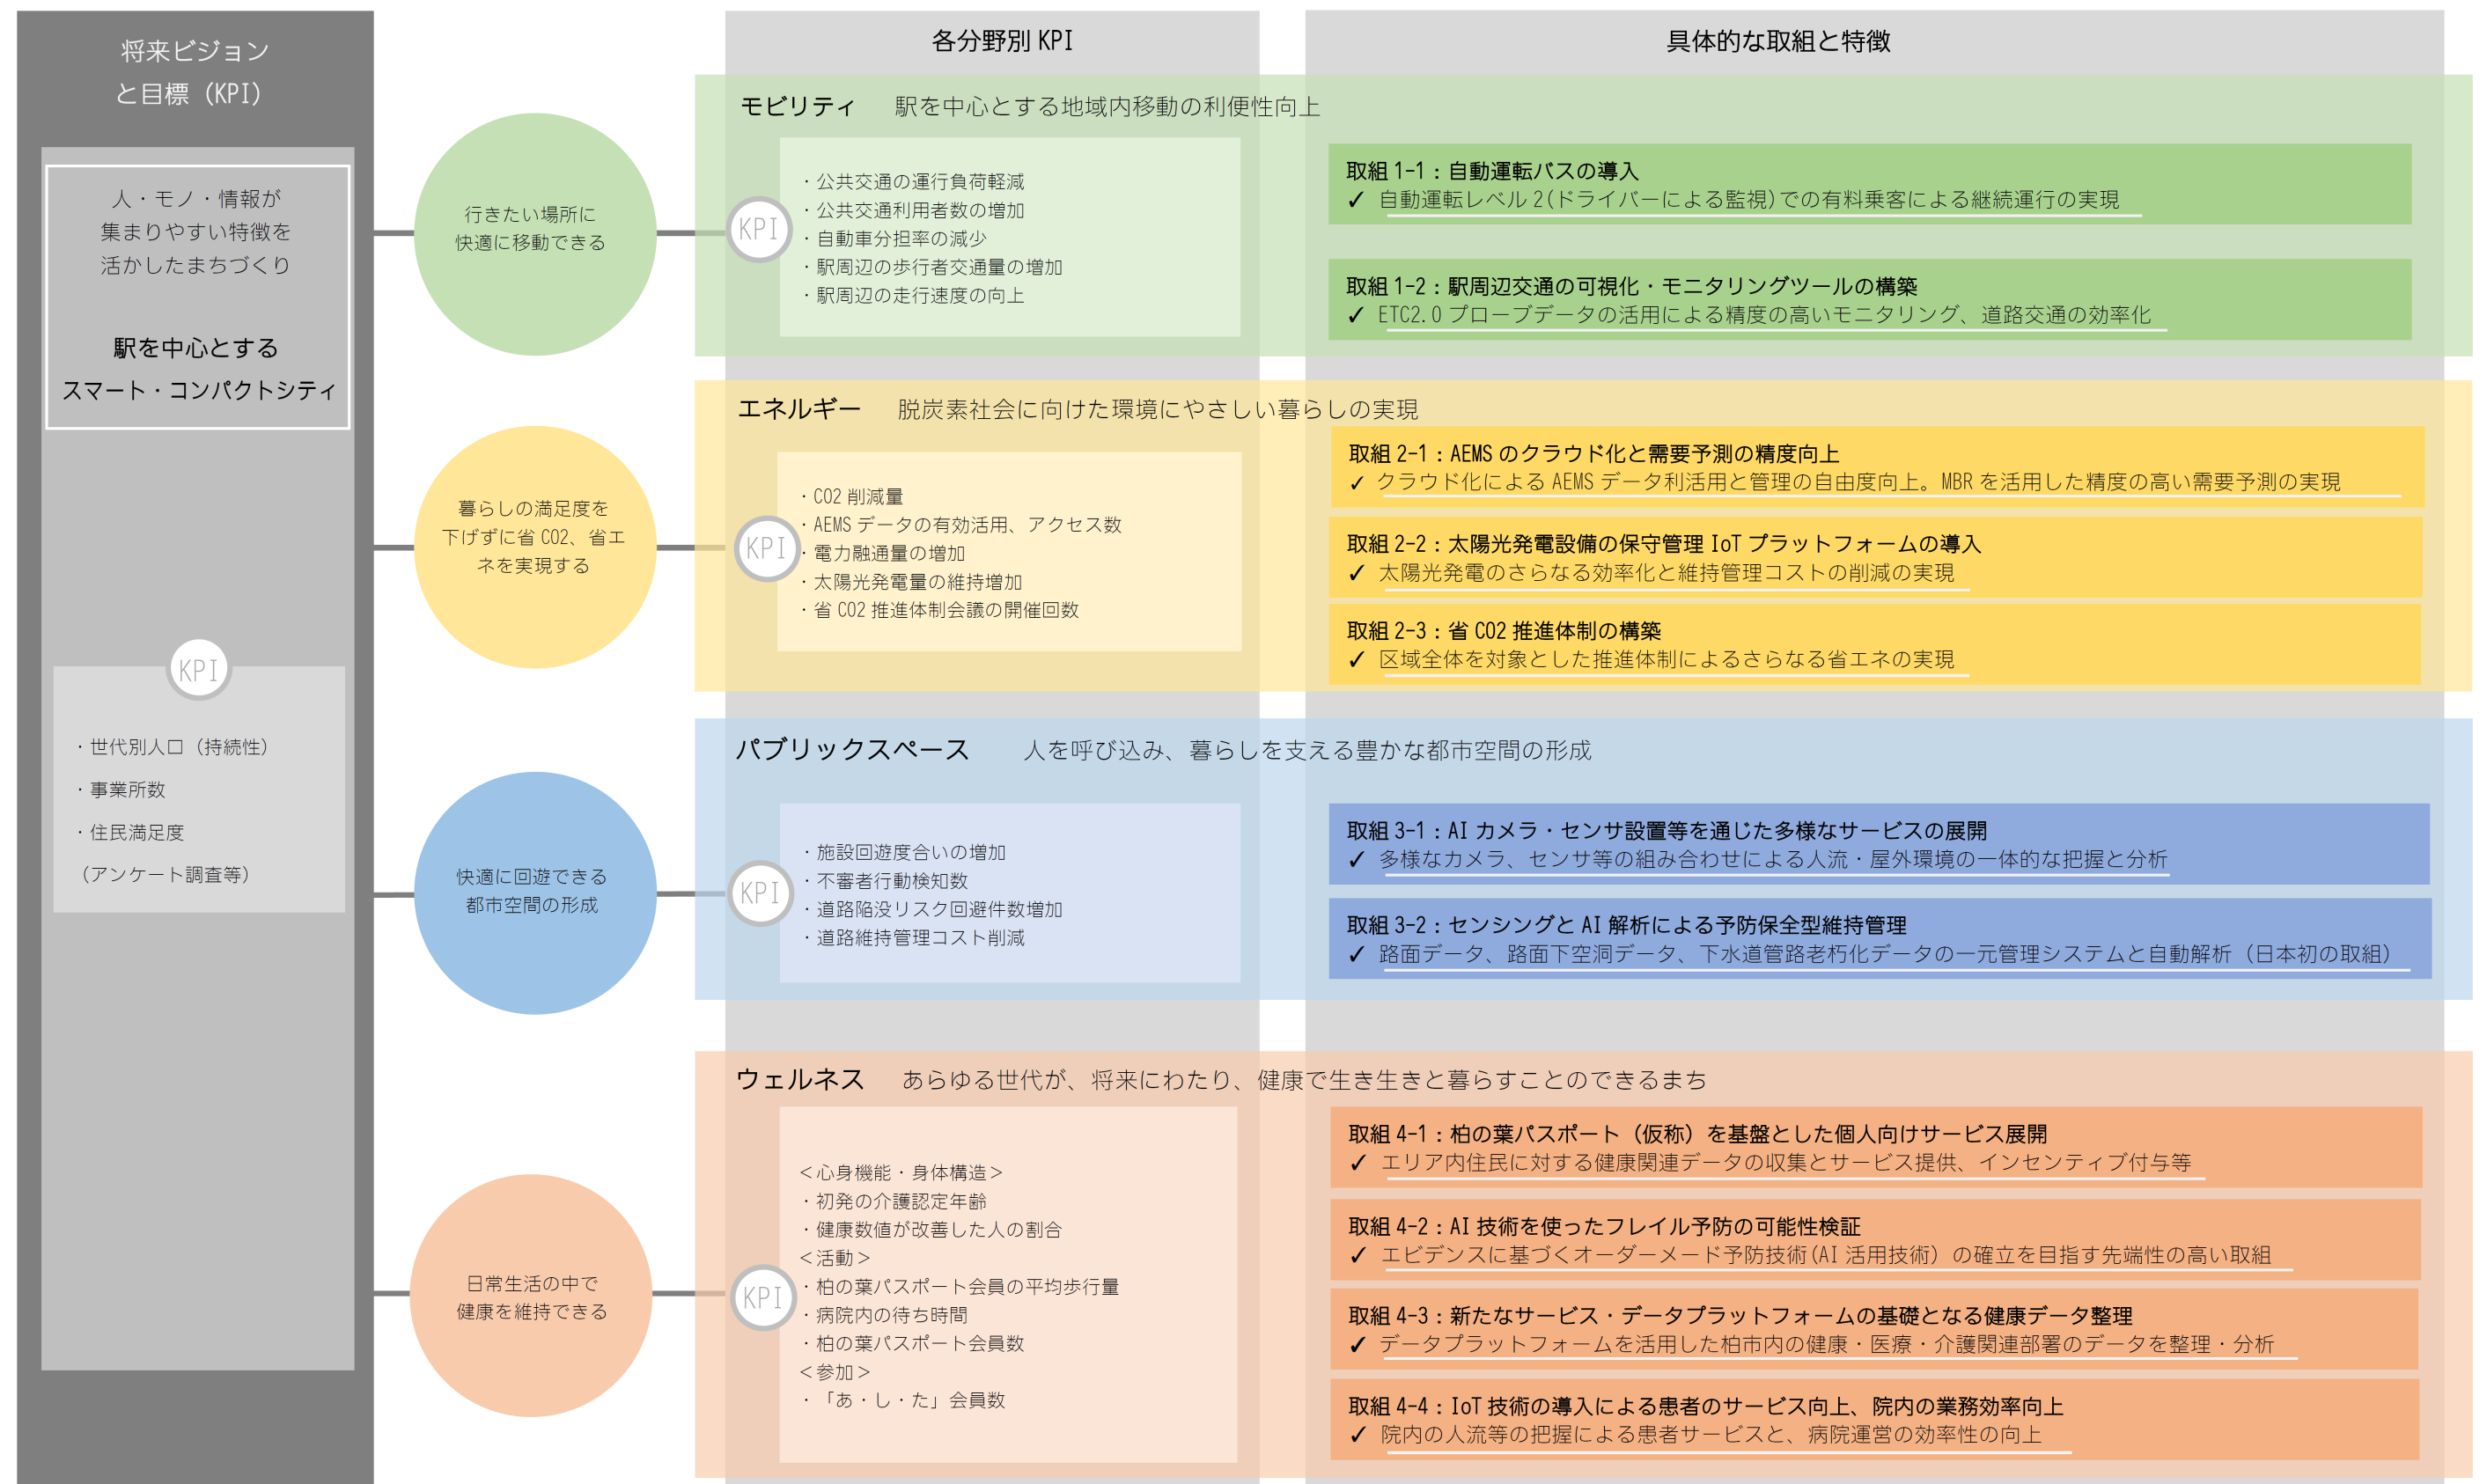 将来ビジョン
と目標（KPI）
人・モノ・情報が
集まりやすい特徴を
活かしたまちづくり
駅を中心とする
スマート・コンパクトシティ
KPI
・世代別人口（持続性）
・事業所数
・住民満足度
（アンケート調査等）
各分野別 KPI
具体的な取組と特徴
行きたい場所に
快適に移動できる
モビリティ　駅を中心とする地域内移動の利便性向上
KPI
・公共交通の運行負荷軽減
・公共交通利用者数の増加
・自動車分担率の減少
・駅周辺の歩行者交通量の増加
・駅周辺の走行速度の向上
取組 1-1：自動運転バスの導入
✓ 自動運転レベル 2(ドライバーによる監視)での有料乗客による継続運行の実現
取組 1-2：駅周辺交通の可視化・モニタリングツールの構築
✓ ETC2.0 プローブデータの活用による精度の高いモニタリング、道路交通の効率化
暮らしの満足度を
下げずに省 CO2、省エ
ネを実現する
エネルギー　脱炭素社会に向けた環境にやさしい暮らしの実現
KPI
・CO2 削減量
・AEMS データの有効活用、アクセス数
・電力融通量の増加
・太陽光発電量の維持増加
・省 CO2 推進体制会議の開催回数
取組 2-1：AEMS のクラウド化と需要予測の精度向上
✓ クラウド化による AEMS データ利活用と管理の自由度向上。MBR を活用した精度の高い需要予測の実現
取組 2-2：太陽光発電設備の保守管理 IoT プラットフォームの導入
✓ 太陽光発電のさらなる効率化と維持管理コストの削減の実現
取組 2-3：省 CO2 推進体制の構築
✓ 区域全体を対象とした推進体制によるさらなる省エネの実現
快適に回遊できる
都市空間の形成
パブリックスペース　人を呼び込み、暮らしを支える豊かな都市空間の形成
KPI
・施設回遊度合いの増加
・不審者行動検知数
・道路陥没リスク回避件数増加
・道路維持管理コスト削減
取組 3-1：AI カメラ・センサ設置等を通じた多様なサービスの展開
✓ 多様なカメラ、センサ等の組み合わせによる人流・屋外環境の一体的な把握と分析
取組 3-2：センシングと AI 解析による予防保全型維持管理
✓ 路面データ、路面下空洞データ、下水道管路老朽化データの一元管理システムと自動解析（日本初の取組）
日常生活の中で
健康を維持できる
ウェルネス　あらゆる世代が、将来にわたり、健康で生き生きと暮らすことのできるまち
KPI
＜心身機能・身体構造＞
・初発の介護認定年齢
・健康数値が改善した人の割合
＜活動＞
・柏の葉パスポート会員の平均歩行量
・病院内の待ち時間
・柏の葉パスポート会員数
＜参加＞
・「あ・し・た」会員数
取組 4-1：柏の葉パスポート（仮称）を基盤とした個人向けサービス展開
✓ エリア内住民に対する健康関連データの収集とサービス提供、インセンティブ付与等
取組 4-2：AI 技術を使ったフレイル予防の可能性検証
✓ エビデンスに基づくオーダーメード予防技術(AI 活用技術）の確立を目指す先端性の高い取組
取組 4-3：新たなサービス・データプラットフォームの基礎となる健康データ整理
✓ データプラットフォームを活用した柏市内の健康・医療・介護関連部署のデータを整理・分析
取組 4-4：IoT 技術の導入による患者のサービス向上、院内の業務効率向上
✓ 院内の人流等の把握による患者サービスと、病院運営の効率性の向上